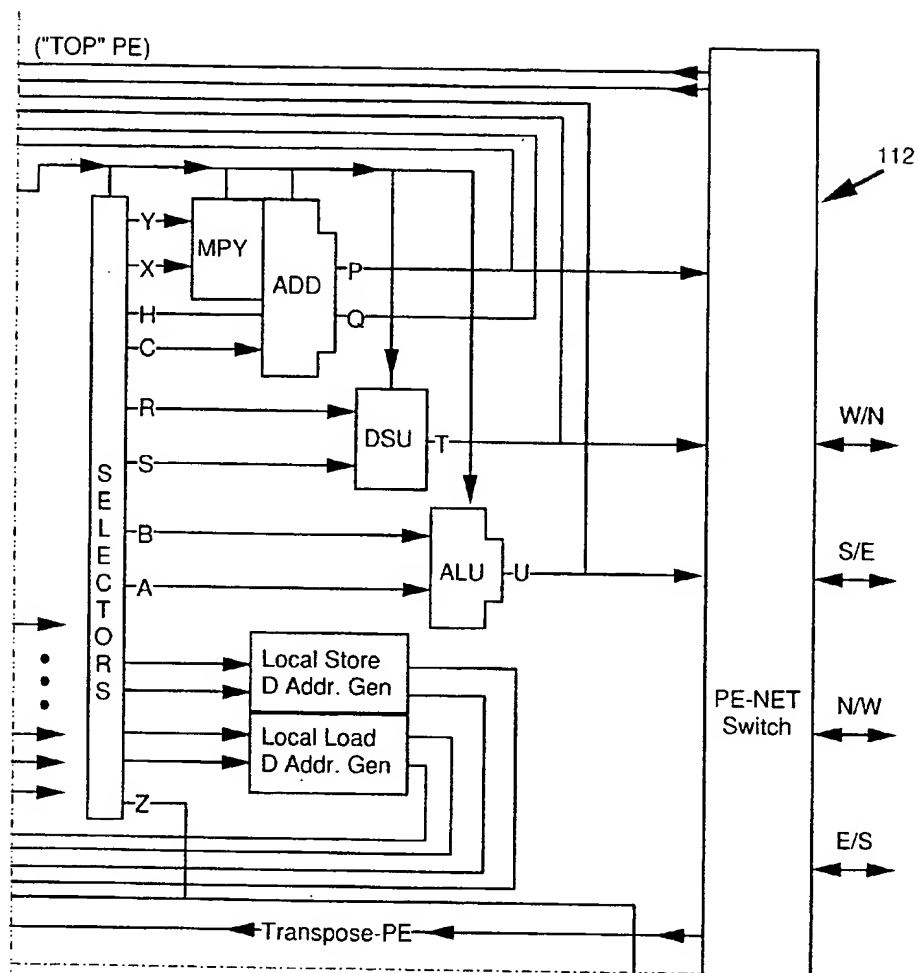 ("TOP" PE)
112
Y
MPY
X
ADD
P
H
Q
C
R
DSU
T
W/N
S
SELECTORS
B
S/E
ALU
U
A
Local Store
D Addr. Gen
PE-NET
Switch
N/W
Local Load
D Addr. Gen
Z
E/S
Transpose-PE